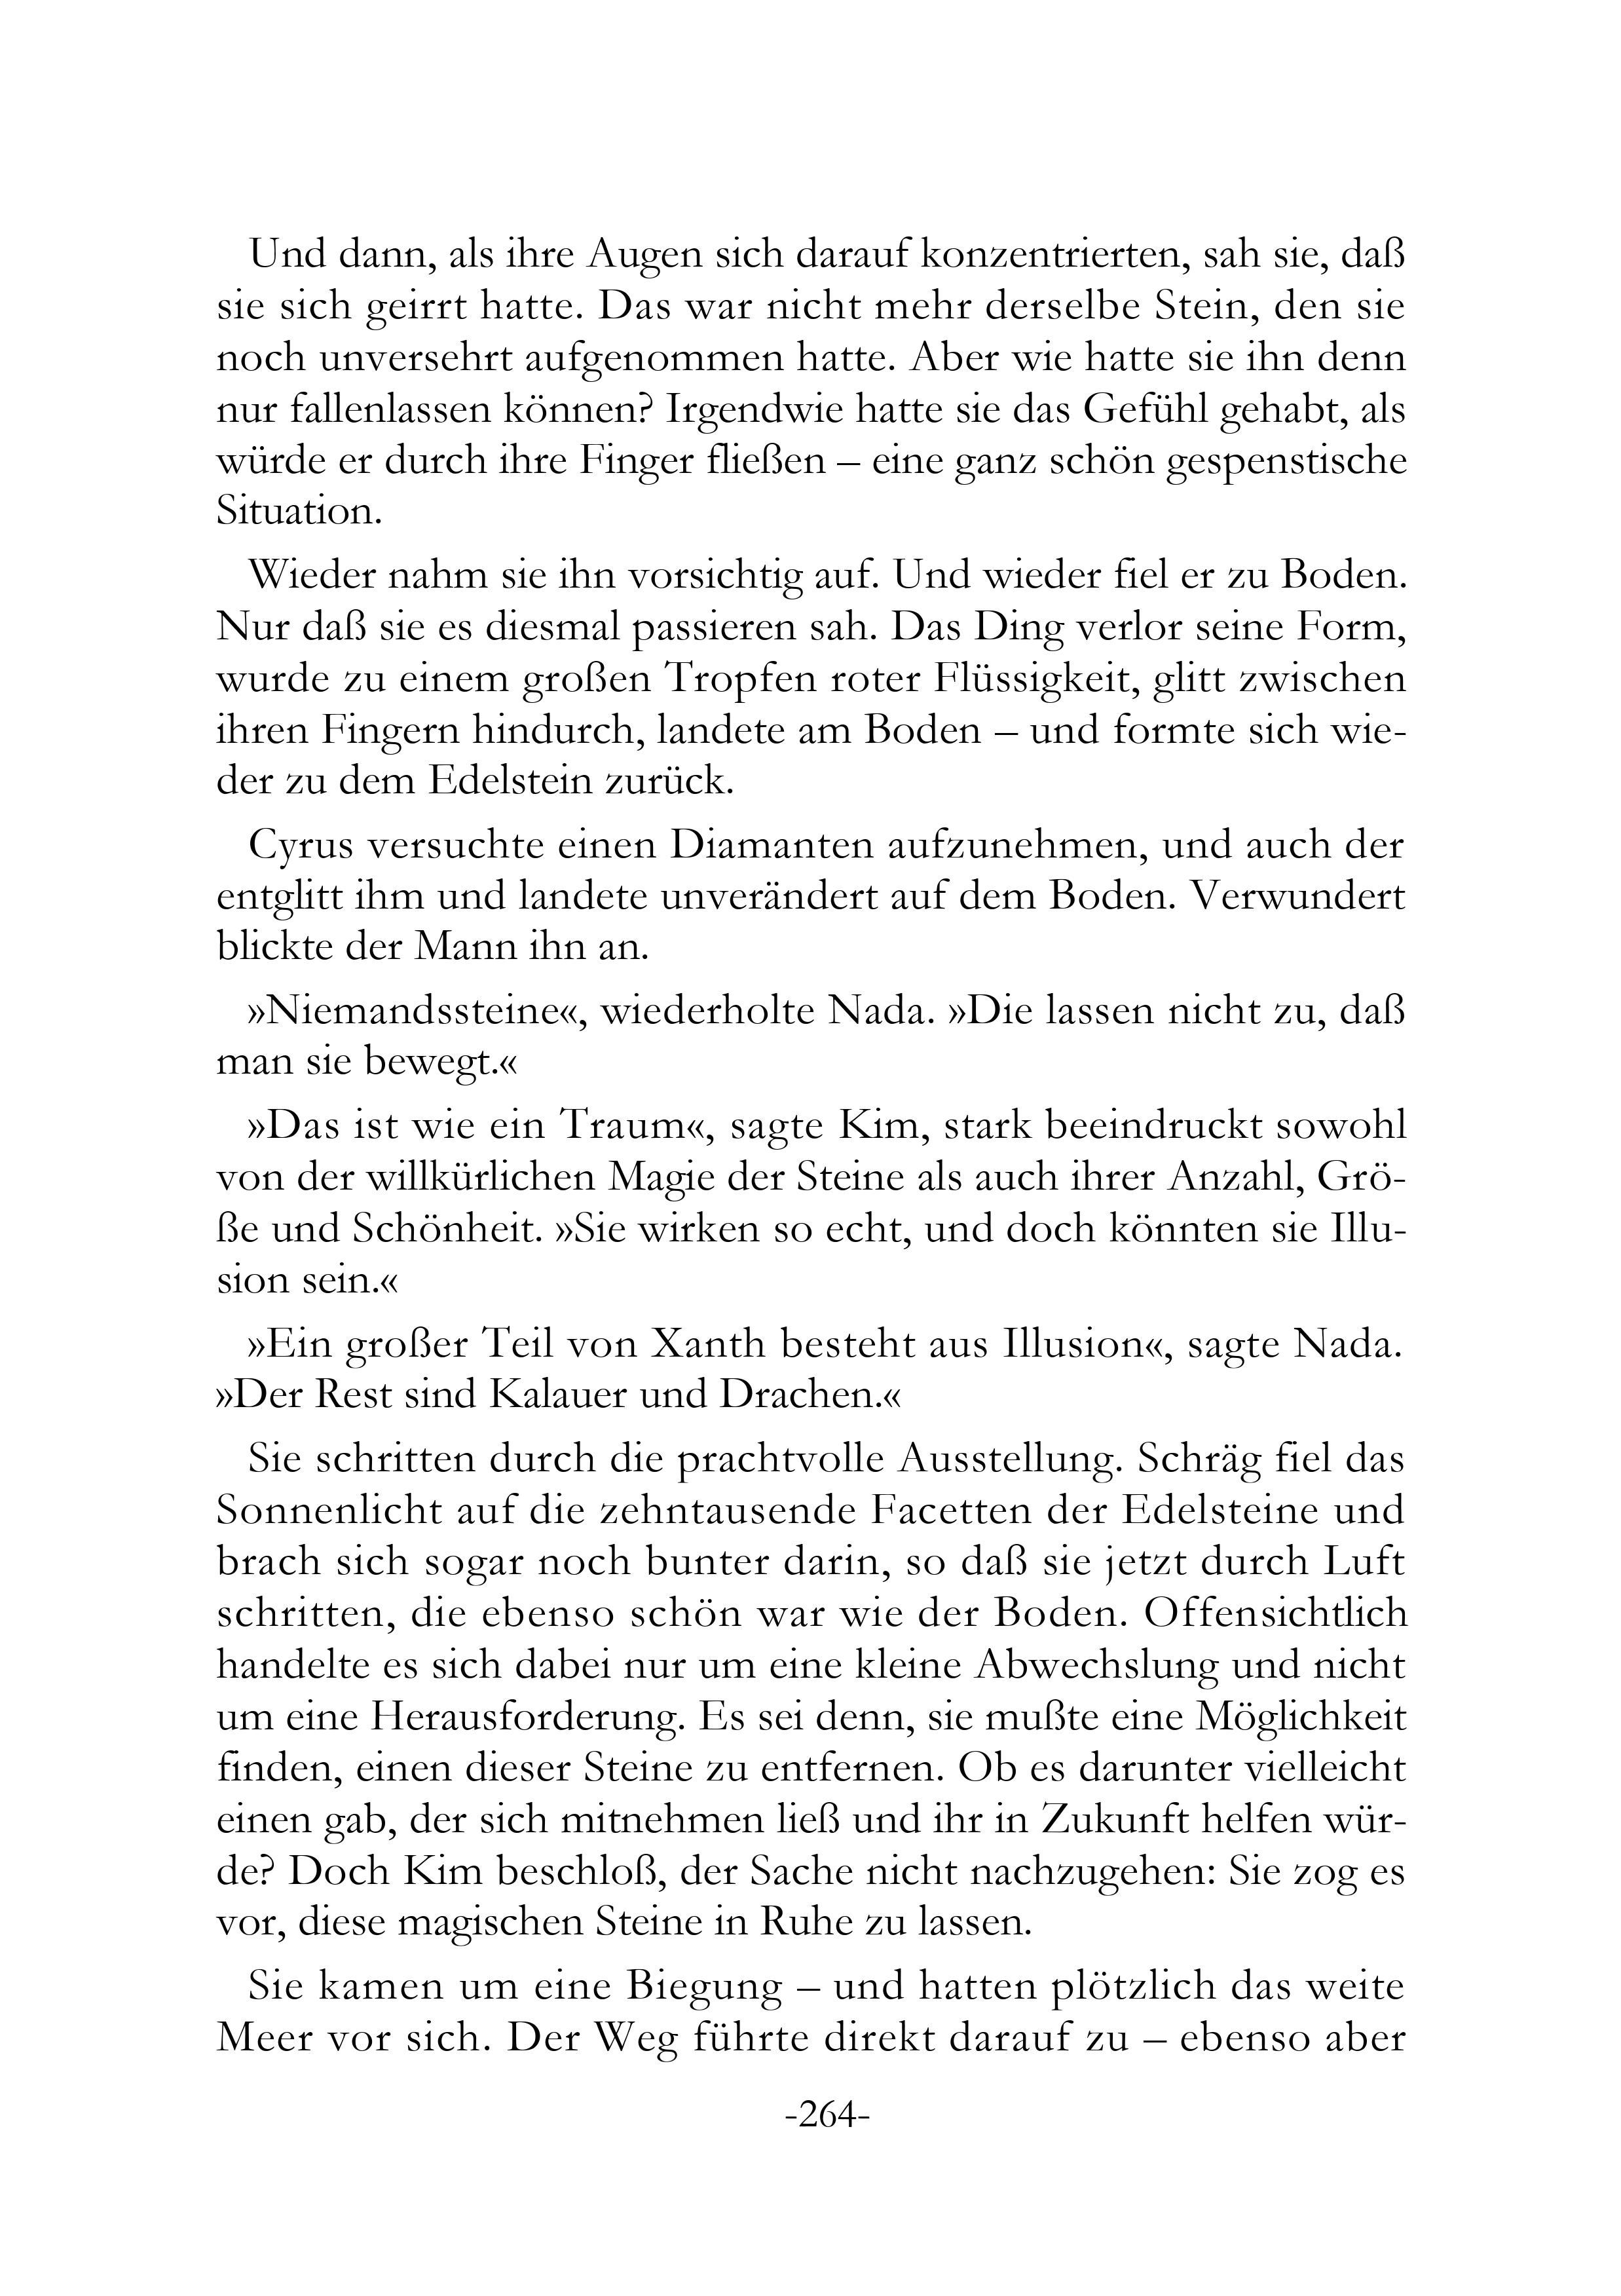 Und dann, als ihre Augen sich darauf konzentrierten, sah sie, daß
sie sich geirrt hatte. Das war nicht mehr derselbe Stein, den sie
noch unversehrt aufgenommen hatte. Aber wie hatte sie ihn denn
nur fallenlassen können? Irgendwie hatte sie das Gefühl gehabt, als
würde er durch ihre Finger fließen – eine ganz schön gespenstische
Situation.
Wieder nahm sie ihn vorsichtig auf. Und wieder fiel er zu Boden.
Nur daß sie es diesmal passieren sah. Das Ding verlor seine Form,
wurde zu einem großen Tropfen roter Flüssigkeit, glitt zwischen
ihren Fingern hindurch, landete am Boden – und formte sich wie-
der zu dem Edelstein zurück.
Cyrus versuchte einen Diamanten aufzunehmen, und auch der
entglitt ihm und landete unverändert auf dem Boden. Verwundert
blickte der Mann ihn an.
»Niemandssteine«, wiederholte Nada. »Die lassen nicht zu, daß
man sie bewegt.«
»Das ist wie ein Traum«, sagte Kim, stark beeindruckt sowohl
von der willkürlichen Magie der Steine als auch ihrer Anzahl, Grö-
ße und Schönheit. »Sie wirken so echt, und doch könnten sie Illu-
sion sein.«
»Ein großer Teil von Xanth besteht aus Illusion«, sagte Nada.
»Der Rest sind Kalauer und Drachen.«
Sie schritten durch die prachtvolle Ausstellung. Schräg fiel das
Sonnenlicht auf die zehntausende Facetten der Edelsteine und
brach sich sogar noch bunter darin, so daß sie jetzt durch Luft
schritten, die ebenso schön war wie der Boden. Offensichtlich
handelte es sich dabei nur um eine kleine Abwechslung und nicht
um eine Herausforderung. Es sei denn, sie mußte eine Möglichkeit
finden, einen dieser Steine zu entfernen. Ob es darunter vielleicht
einen gab, der sich mitnehmen ließ und ihr in Zukunft helfen wür-
de? Doch Kim beschloß, der Sache nicht nachzugehen: Sie zog es
vor, diese magischen Steine in Ruhe zu lassen.
Sie kamen um eine Biegung – und hatten plötzlich das weite
Meer vor sich. Der Weg führte direkt darauf zu – ebenso aber
-264-